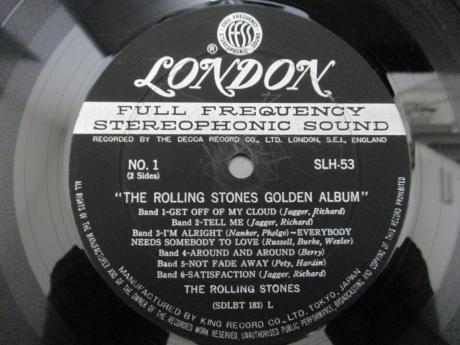 FULL FREQUENCY
STEREOPHONIC SOUND
ffss
®
LONDON
FULL FREQUENCY
STEREOPHONIC SOUND
RECORDED BY THE DECCA RECORD CO., LTD. LONDON, S.E.I., ENGLAND
NO. 1
(2 Sides)
SLH-53
"THE ROLLING STONES GOLDEN ALBUM"
Band 1-GET OFF OF MY CLOUD (Jagger, Richard)
Band 2-TELL ME (Jagger, Richard)
Band 3-I'M ALRIGHT (Nanker, Phelge)~EVERYBODY
NEEDS SOMEBODY TO LOVE (Russell, Burke, Wexler)
Band 4-AROUND AND AROUND (Berry)
Band 5-NOT FADE AWAY (Pety, Hardin)
Band 6-SATISFACTION (Jagger, Richard)
THE ROLLING STONES
(SDLBT 183) L
MANUFACTURED BY KING RECORD CO., LTD. TOKYO, JAPAN
ALL RIGHTS OF THE MANUFACTURER AND OF THE OWNER OF THE RECORDED WORK RESERVED, UNAUTHORISED PUBLIC PERFORMANCE, BROADCASTING AND COPYING OF THIS RECORD PROHIBITED